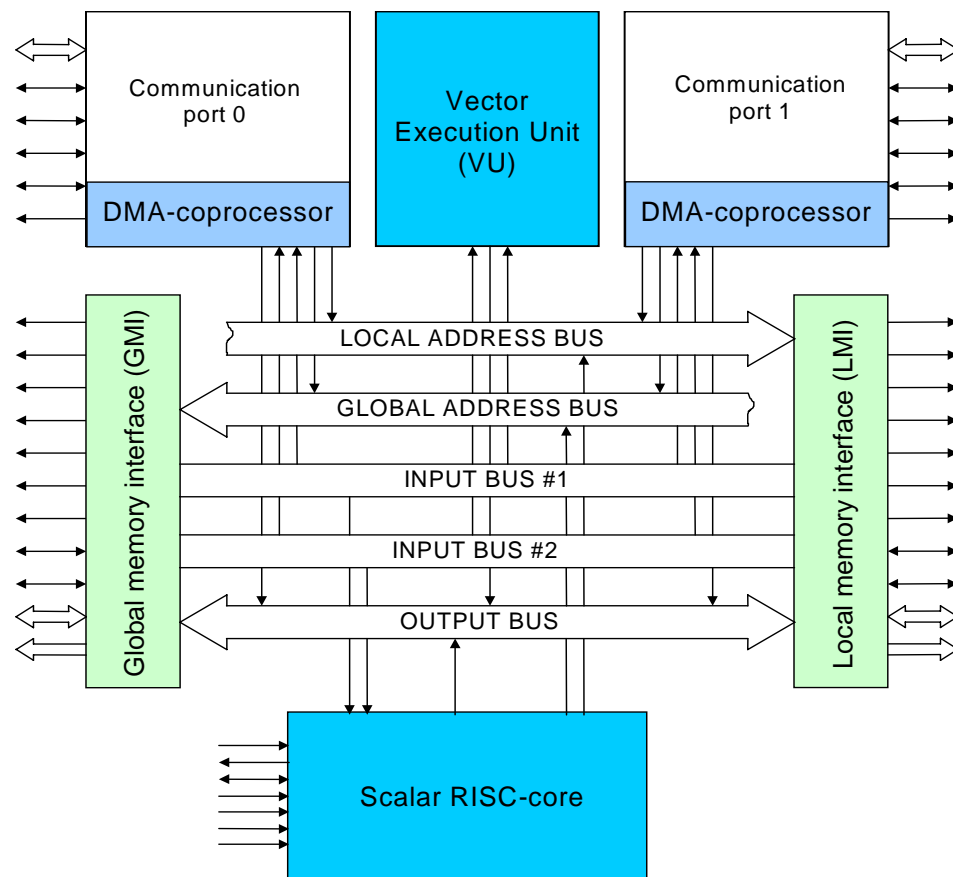 Communication
port 0
DMA-coprocessor
Vector
Execution Unit
(VU)
Communication
port 1
DMA-coprocessor
Global memory interface (GMI)
LOCAL ADDRESS BUS
GLOBAL ADDRESS BUS
INPUT BUS #1
INPUT BUS #2
OUTPUT BUS
Local memory interface (LMI)
Scalar RISC-core